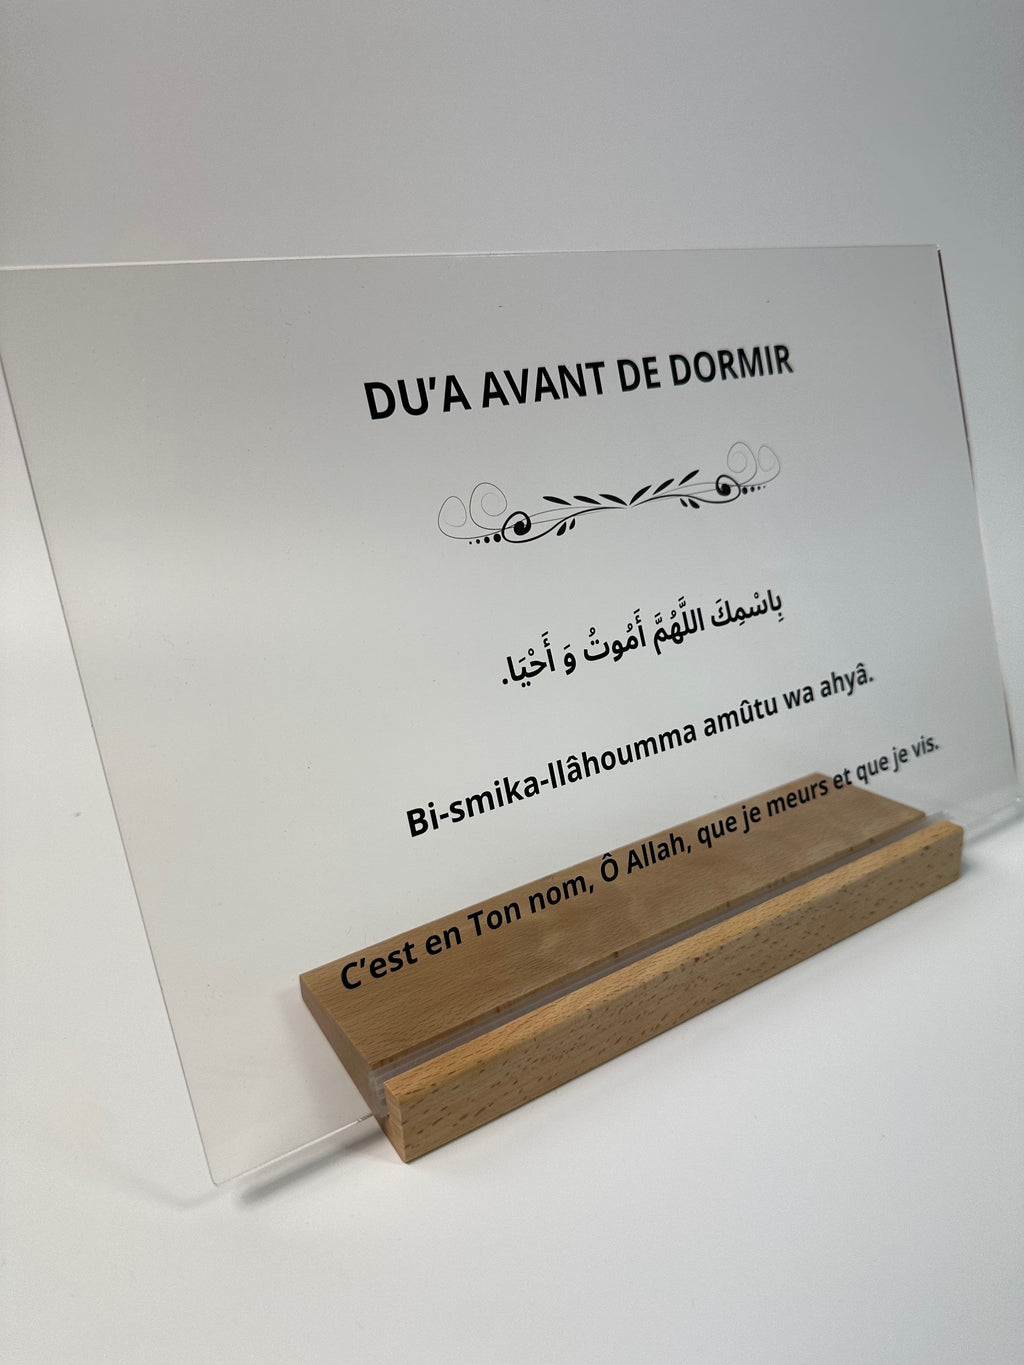 DU'A AVANT DE DORMIR
بِاسْمِكَ اللَّهُمَّ أَمُوتُ وَ أَحْيَا.
Bi-smika-llâhoumma amûtu wa ahyâ.
C’est en Ton nom, Ô Allah, que je meurs et que je vis.